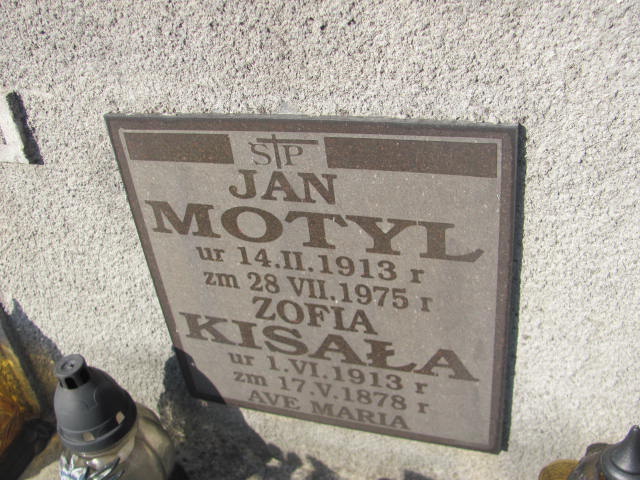 Ś†P
JAN
MOTYL
ur 14.II.1913 r
zm 28 VII.1975 r
ZOFIA
KISAŁA
ur 1.VI.1913 r
zm 17.V.1878 r
AVE MARIA